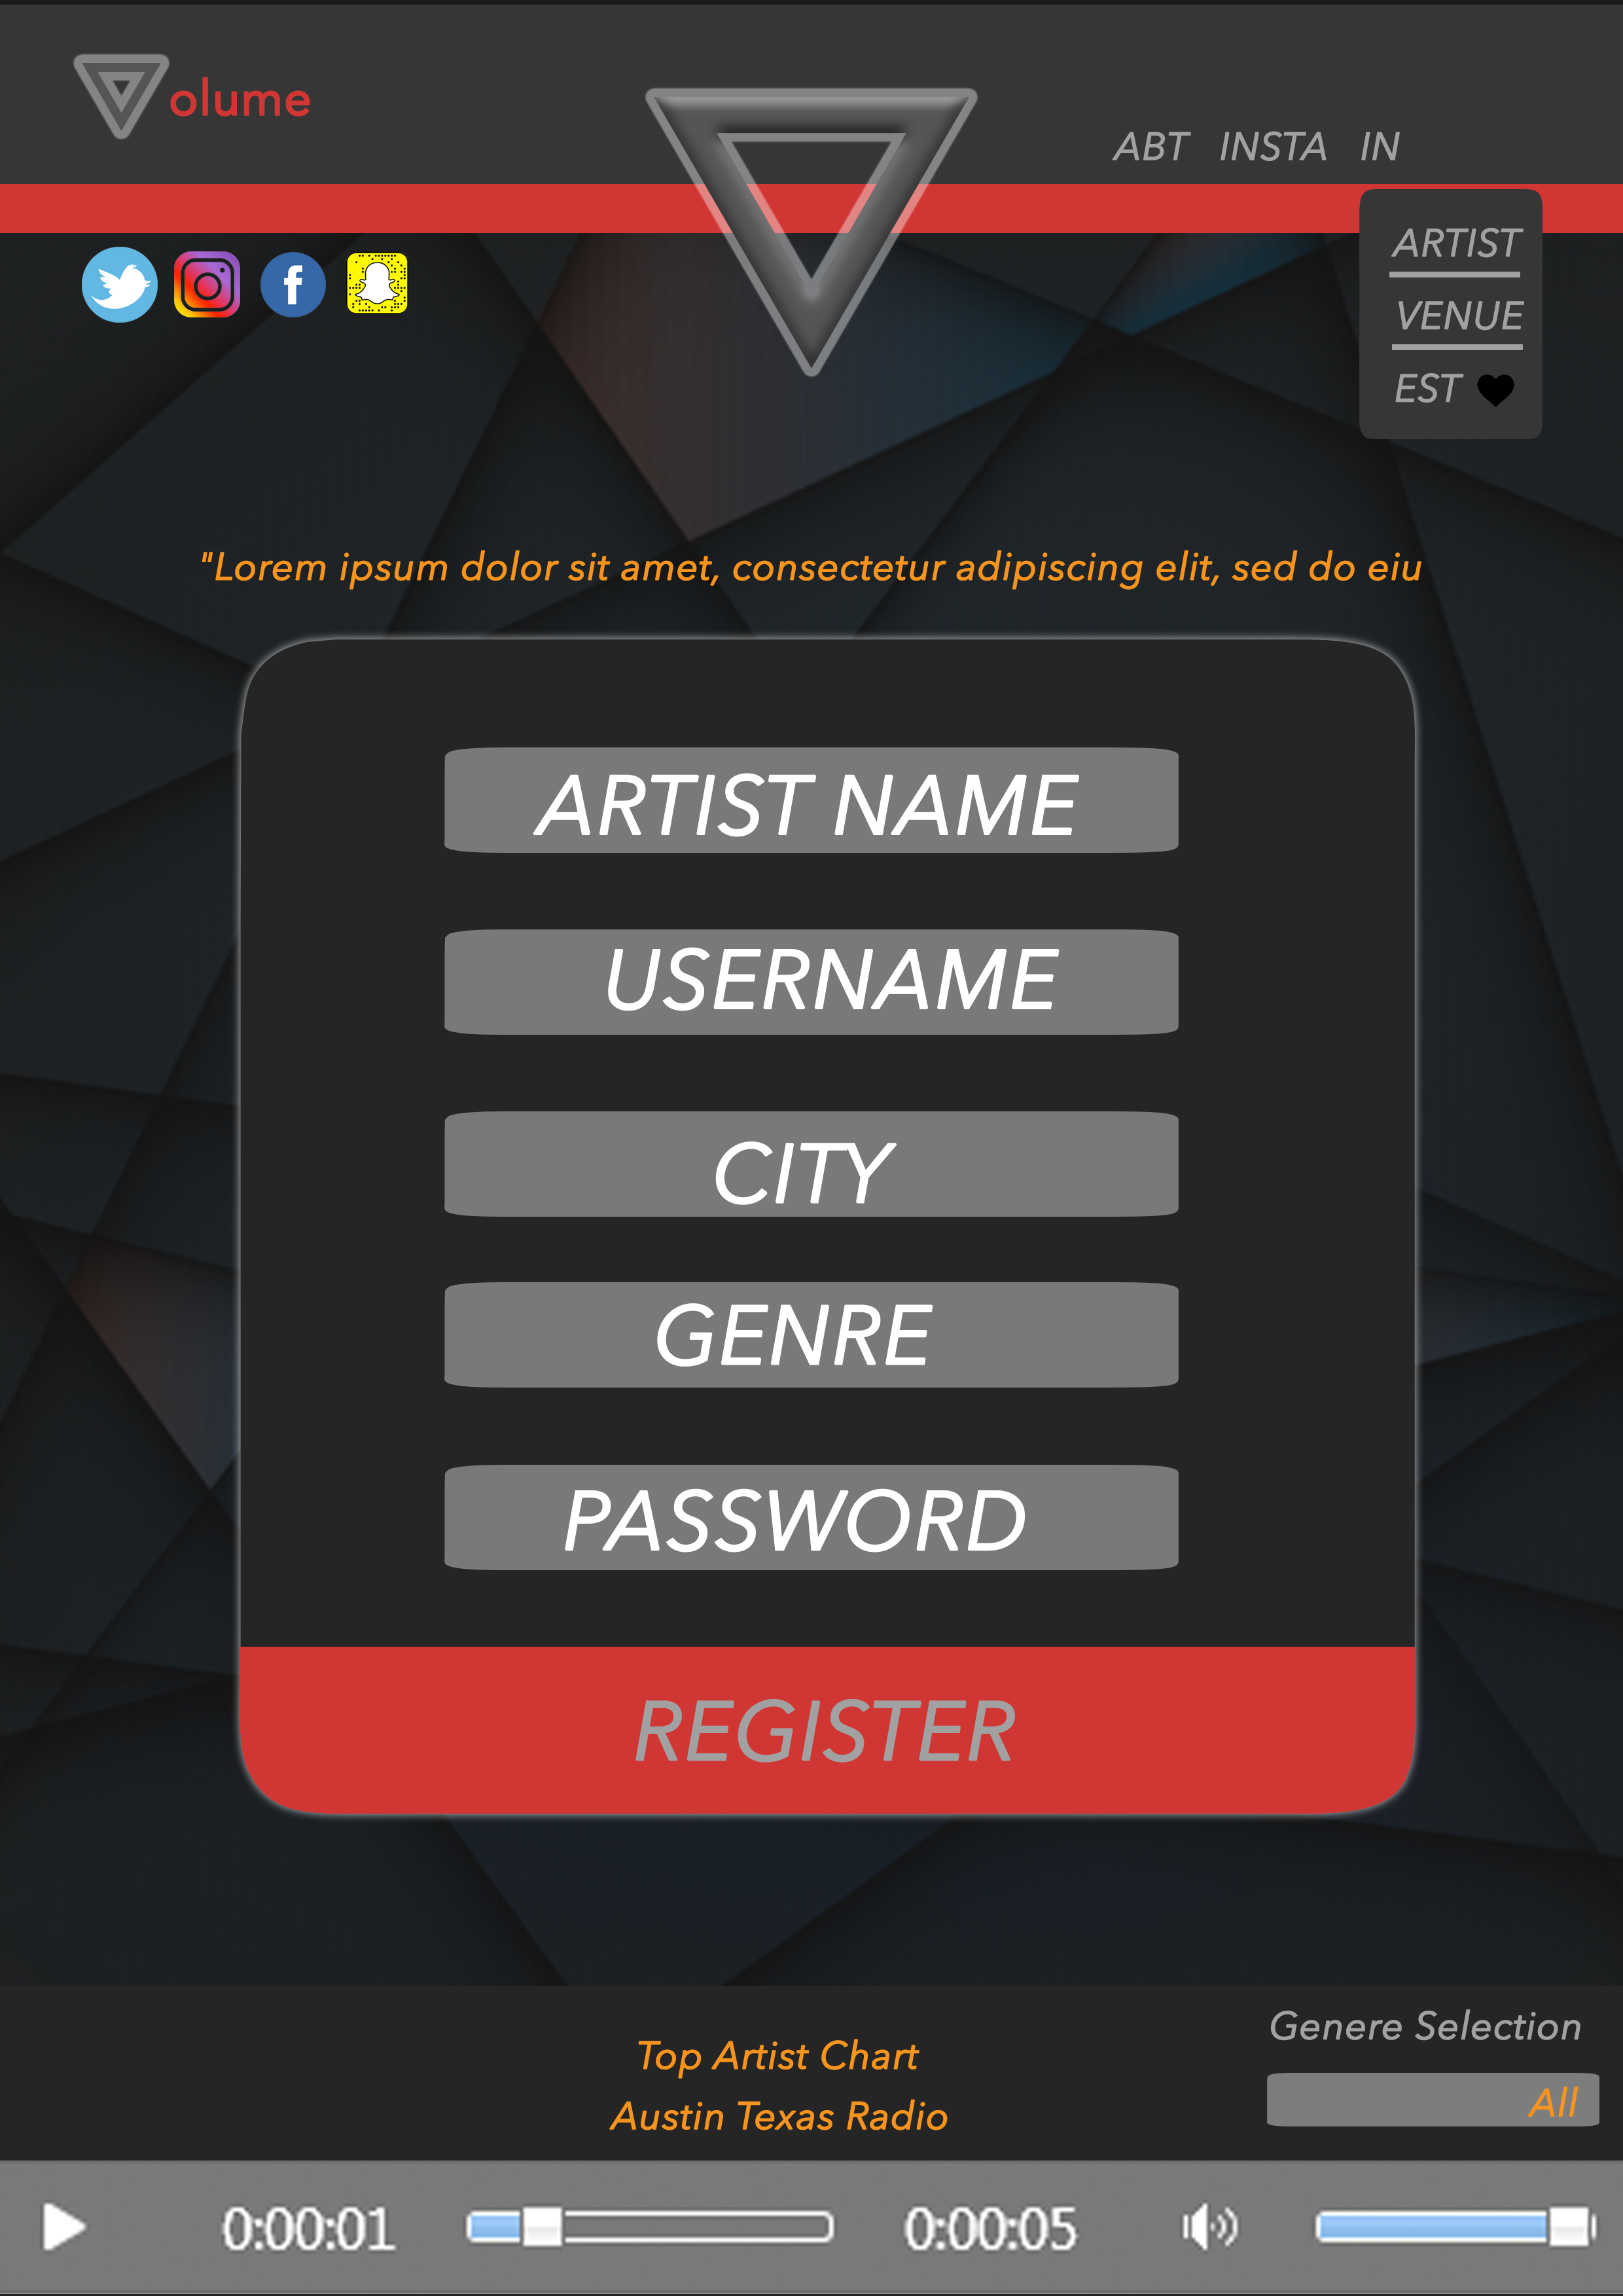 olume
ABT INSTA IN
ARTIST
VENUE
EST
"Lorem ipsum dolor sit amet, consectetur adipiscing elit, sed do eiu
ARTIST NAME
USERNAME
CITY
GENRE
PASSWORD
REGISTER
Genere Selection
Top Artist Chart
All
Austin Texas Radio
0:00:01
0:00:05